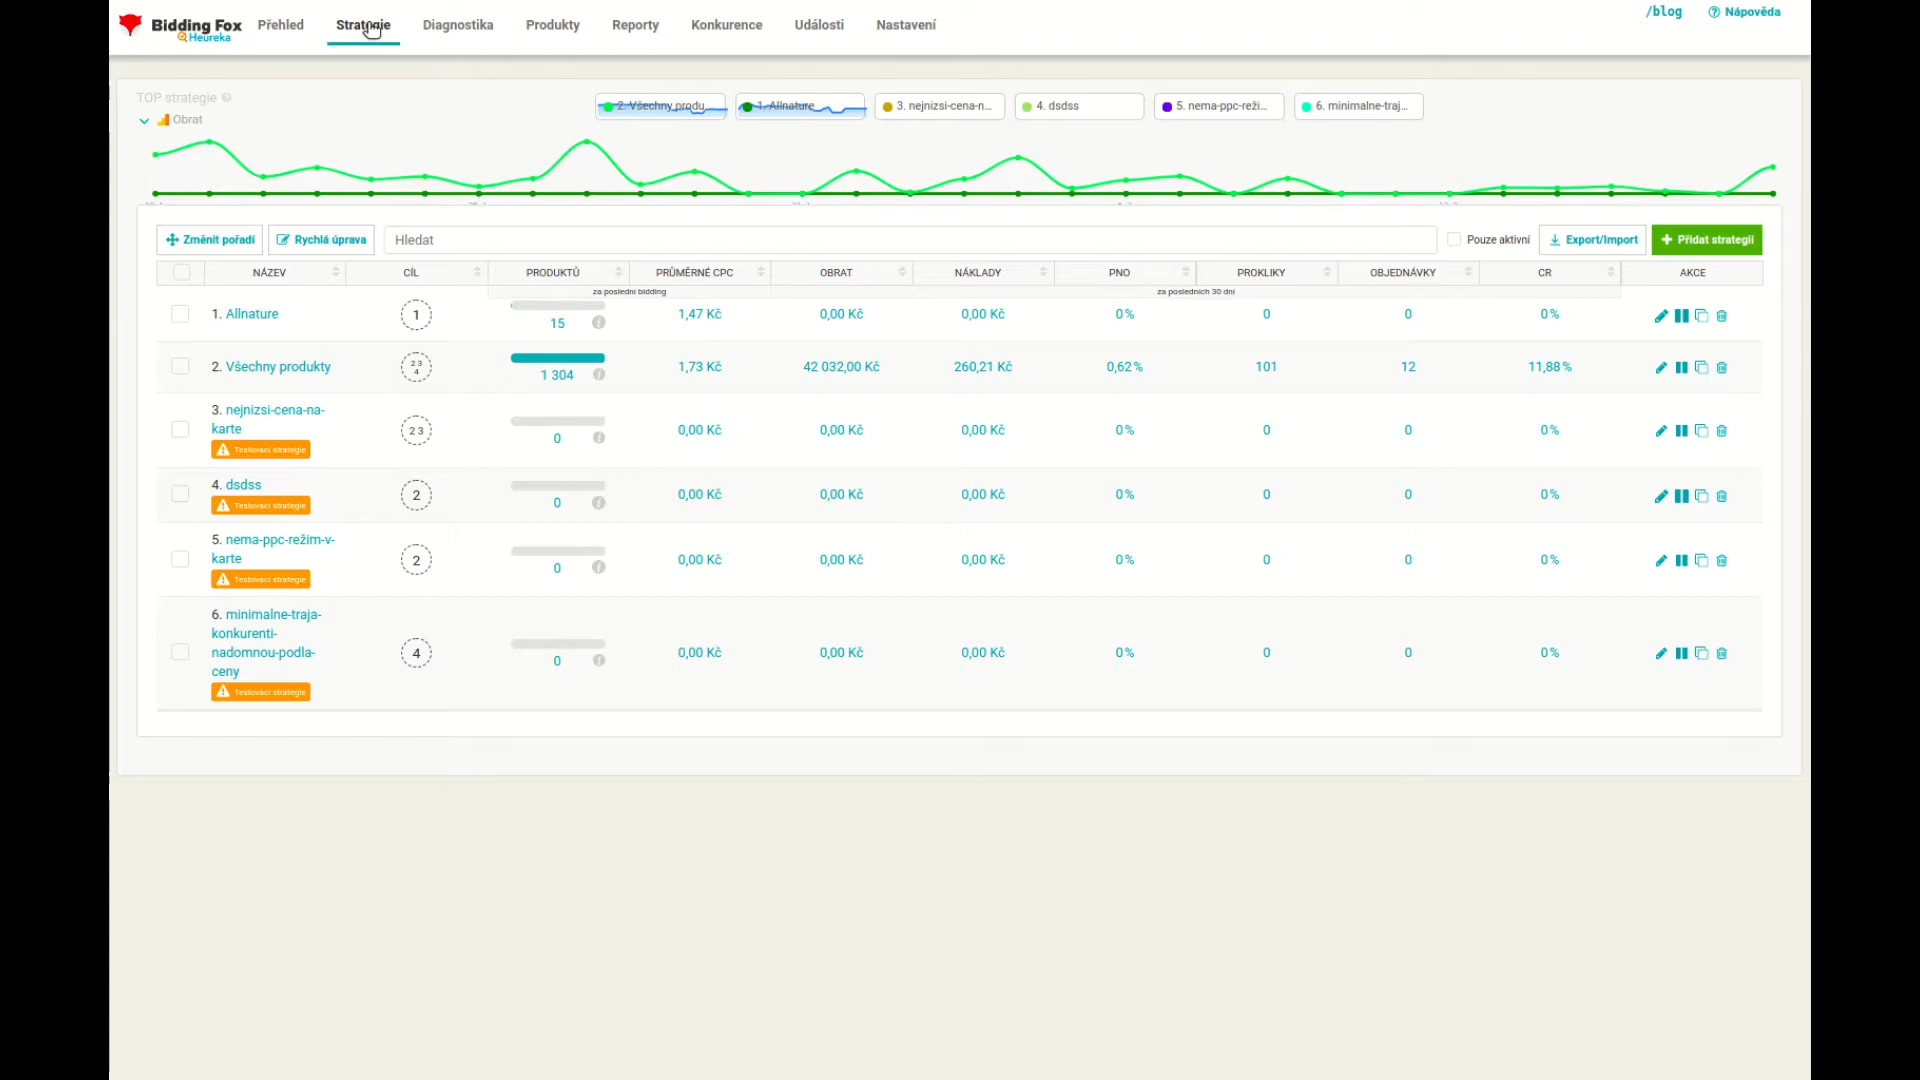 Bidding Fox
Heureka
Přehled
Strategie
Diagnostika
Produkty
Reporty
Konkurence
Události
Nastavení
/blog
Nápověda
TOP strategie
Obrat
2. Všechny produ...
1. Allnature
3. nejnizsi-cena-n...
4. dsdss
5. nema-ppc-reži...
6. minimalne-traj...
Změnit pořadí
Rychlá úprava
Hledat
Pouze aktivní
Export/Import
Přidat strategii
NÁZEV CÍL PRODUKTŮ PRŮMĚRNÉ CPC OBRAT NÁKLADY PNO PROKLIKY OBJEDNÁVKY CR AKCE
za poslední bidding
za posledních 30 dní
1. Allnature 1 15 1,47 Kč 0,00 Kč 0,00 Kč 0% 0 0 0%
2. Všechny produkty 2 3 4 1 304 1,73 Kč 42 032,00 Kč 260,21 Kč 0,62% 101 12 11,88%
3. nejnizsi-cena-na-
karte
2 3 0 0,00 Kč 0,00 Kč 0,00 Kč 0% 0 0 0%
Testovací strategie
4. dsdss
2 0 0,00 Kč 0,00 Kč 0,00 Kč 0% 0 0 0%
Testovací strategie
5. nema-ppc-režim-v-
karte
2 0 0,00 Kč 0,00 Kč 0,00 Kč 0% 0 0 0%
Testovací strategie
6. minimalne-traja-
konkurenti-
nadomnou-podla-
ceny
4 0 0,00 Kč 0,00 Kč 0,00 Kč 0% 0 0 0%
Testovací strategie